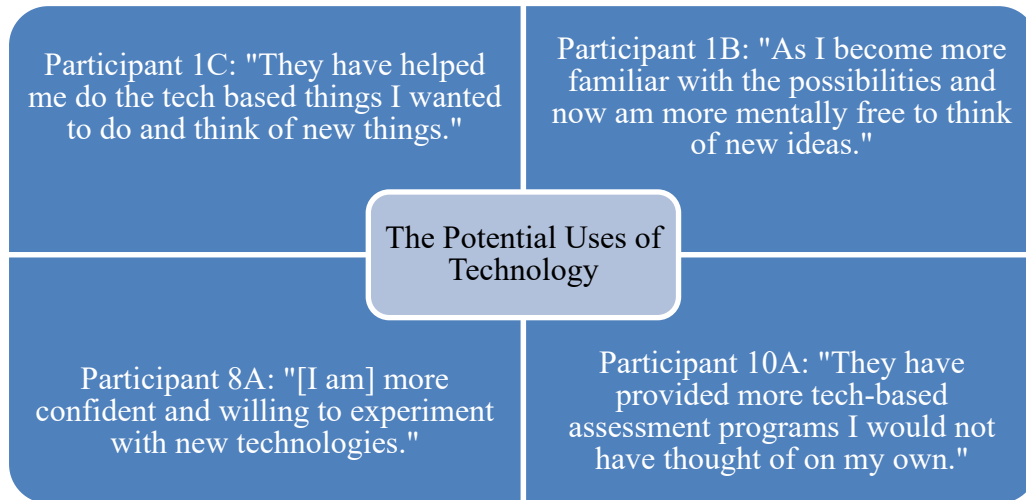 Participant 1C: "They have helped
me do the tech based things I wanted
to do and think of new things."
Participant 1B: "As I become more
familiar with the possibilities and
now am more mentally free to think
of new ideas."
The Potential Uses of
Technology
Participant 8A: "[I am] more
confident and willing to experiment
with new technologies."
Participant 10A: "They have
provided more tech-based
assessment programs I would not
have thought of on my own."